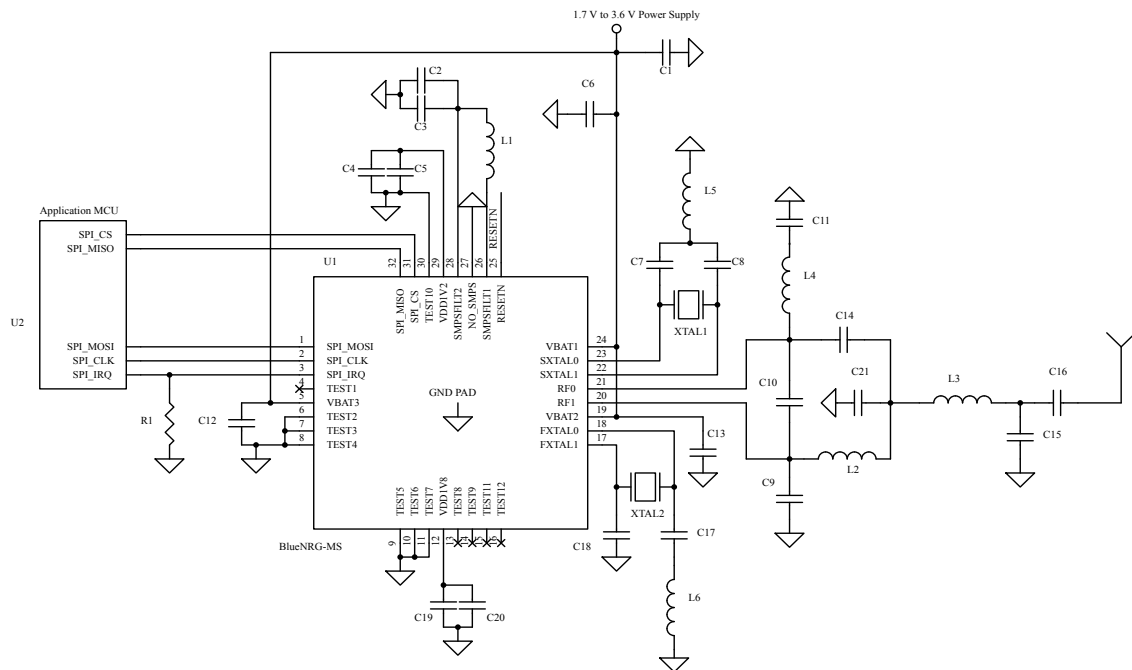 1.7 V to 3.6 V Power Supply
C1
C2
C3
C6
L1
C4
C5
L5
C11
Application MCU
SPI_CS
SPI_MISO
RESETN
C7
C8
L4
U1
32
31
30
29
28
27
26
25
SPI_MISO
SPI_CS
TEST10
VDD1V2
SMPSFILT2
NO_SMPS
SMPSFILT1
RESETN
XTAL1
U2
C14
SPI_MOSI
SPI_CLK
SPI_IRQ
1
2
3
4
5
6
7
8
SPI_MOSI
SPI_CLK
SPI_IRQ
TEST1
VBAT3
TEST2
TEST3
TEST4
GND PAD
VBAT1
SXTAL0
SXTAL1
RF0
RF1
VBAT2
FXTAL0
FXTAL1
24
23
22
21
20
19
18
17
C10
C21
L3
C16
R1
C12
C13
C15
L2
C9
TEST5
TEST6
TEST7
VDD1V8
TEST8
TEST9
TEST11
TEST12
9
10
11
12
13
14
15
16
BlueNRG-MS
XTAL2
C18
C17
C19
C20
L6